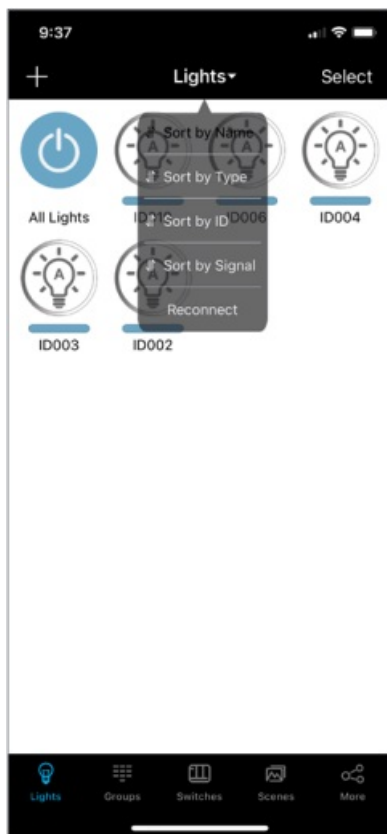 9:37
Lights
Select
Sort by Name
A
A
A
Sort by Type
All Lights
ID006
ID004
Sort by ID
Sort by Signal
A
A
Reconnect
ID003
ID002
Lights
Groups
Switches
Scenes
More